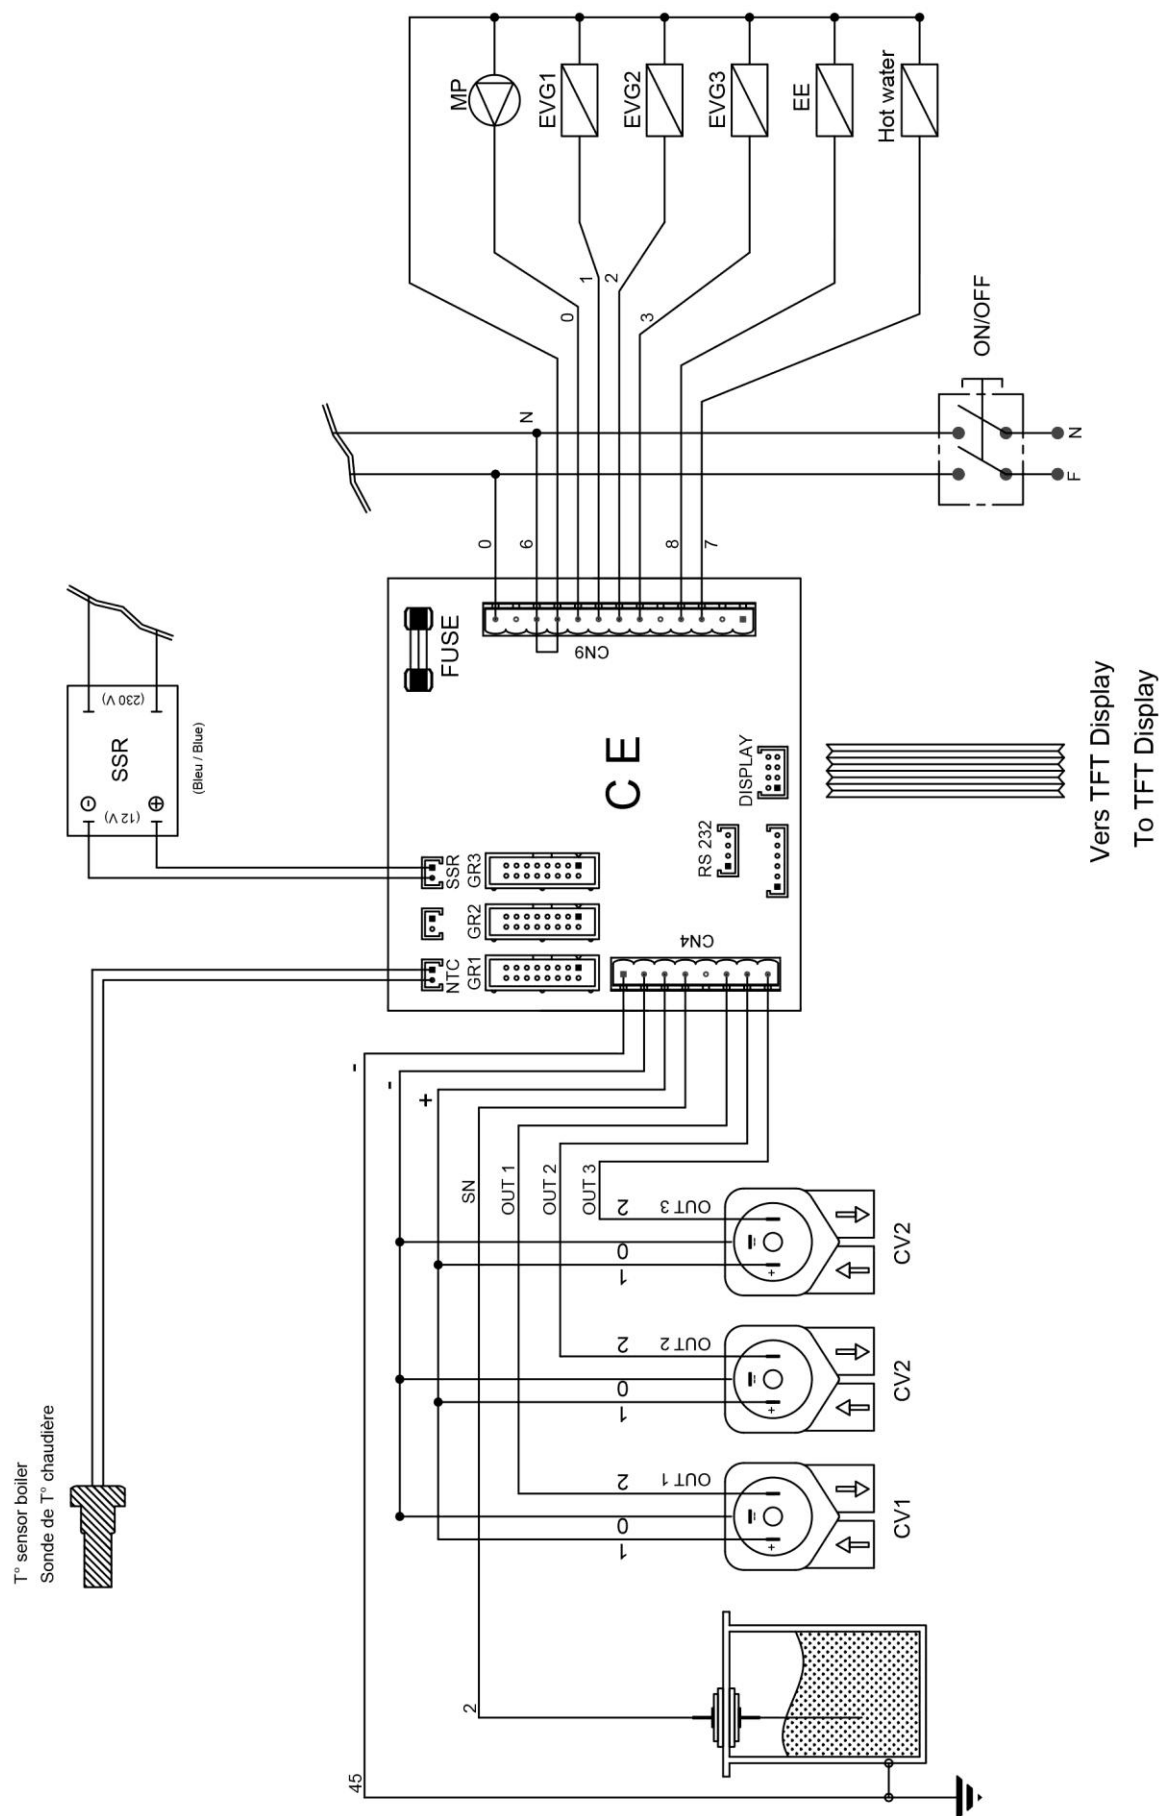 T° sensor boiler
Sonde de T° chaudière
SSR
(12 V)
(230 V)
(Bleu / Blue)
MP
EVG1
EVG2
EVG3
EE
Hot water
0
1
2
3
N
0
6
8
7
ON/OFF
F
N
FUSE
CN9
C E
NTC
SSR
GR1
GR2
GR3
RS 232
DISPLAY
CN4
Vers TFT Display
To TFT Display
-
-
+
SN
OUT 1
OUT 2
OUT 3
1
0
2
OUT 3
CV2
1
0
2
OUT 2
CV2
1
0
2
OUT 1
CV1
2
45